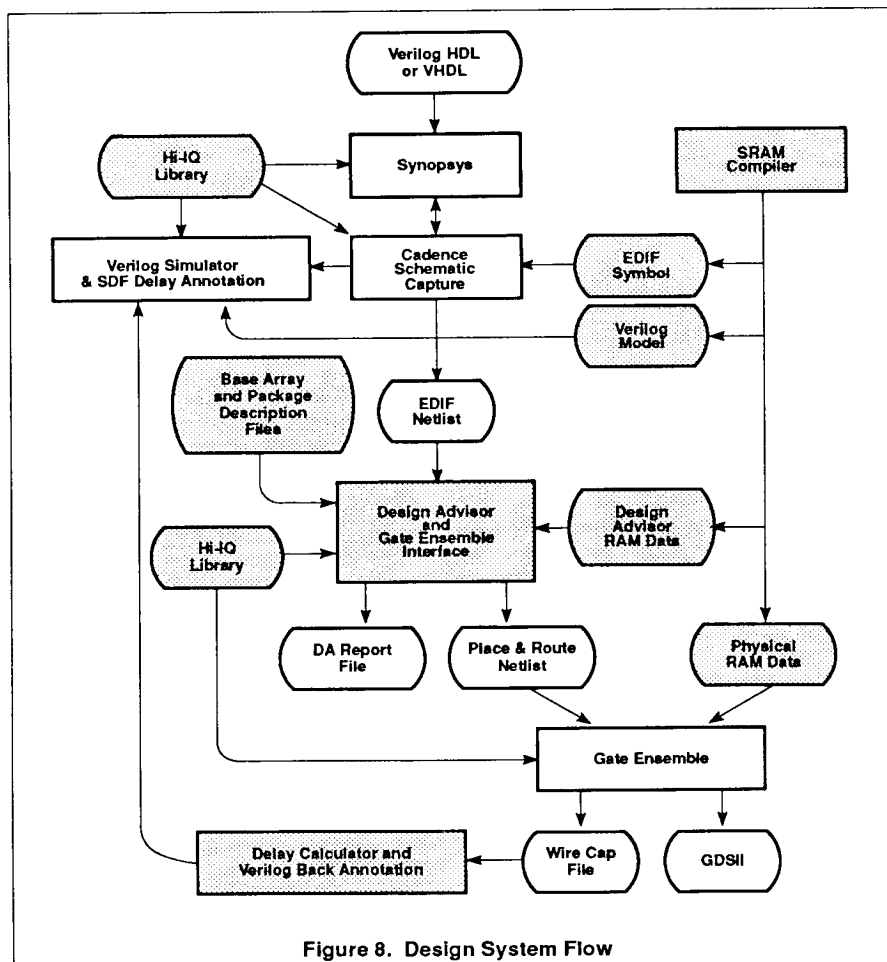 Verilog HDL
or VHDL
Hi-IQ
Library
Synopsys
SRAM
Compiler
Verilog Simulator
& SDF Delay Annotation
Cadence
Schematic
Capture
EDIF
Symbol
Verilog
Model
Base Array
and Package
Description
Files
EDIF
Netlist
Design Advisor
and
Gate Ensemble
Interface
Design
Advisor
RAM Data
Hi-IQ
Library
DA Report
File
Place & Route
Netlist
Physical
RAM Data
Gate Ensemble
Delay Calculator and
Verilog Back Annotation
Wire Cap
File
GDSII
Figure 8. Design System Flow